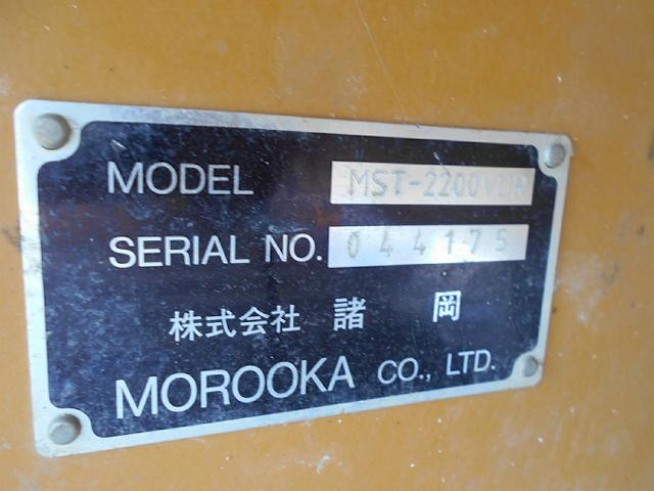 MODEL MST-2200
SERIAL NO. 044175
株式会社 諸岡
MOROOKA CO., LTD.